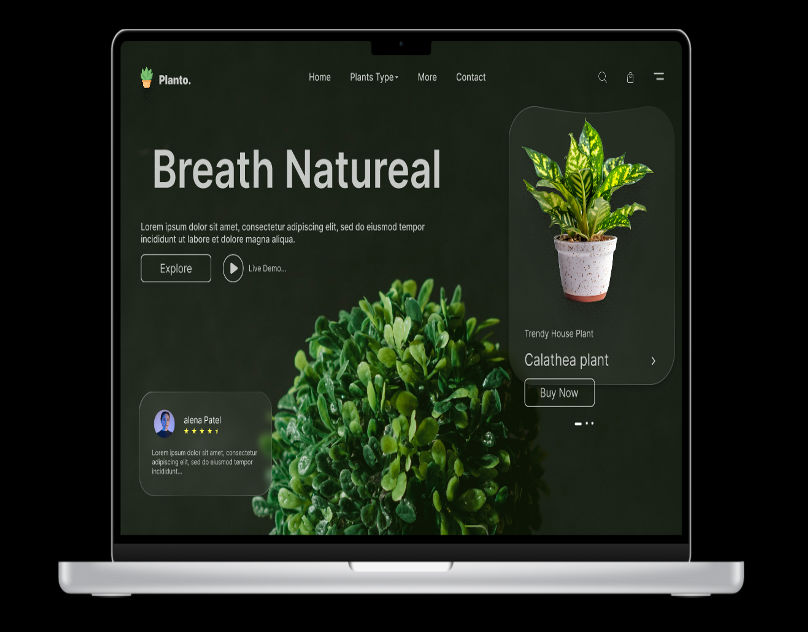 Planto.
Home Plants Type More Contact
Breath Natureal
Lorem ipsum dolor sit amet, consectetur adipiscing elit, sed do eiusmod tempor
incididunt ut labore et dolore magna aliqua.
Explore
Live Demo...
Trendy House Plant
Calathea plant
Buy Now
alena Patel
Lorem ipsum dolor sit amet, consectetur
adipiscing elit, sed do eiusmod tempor
incididunt...